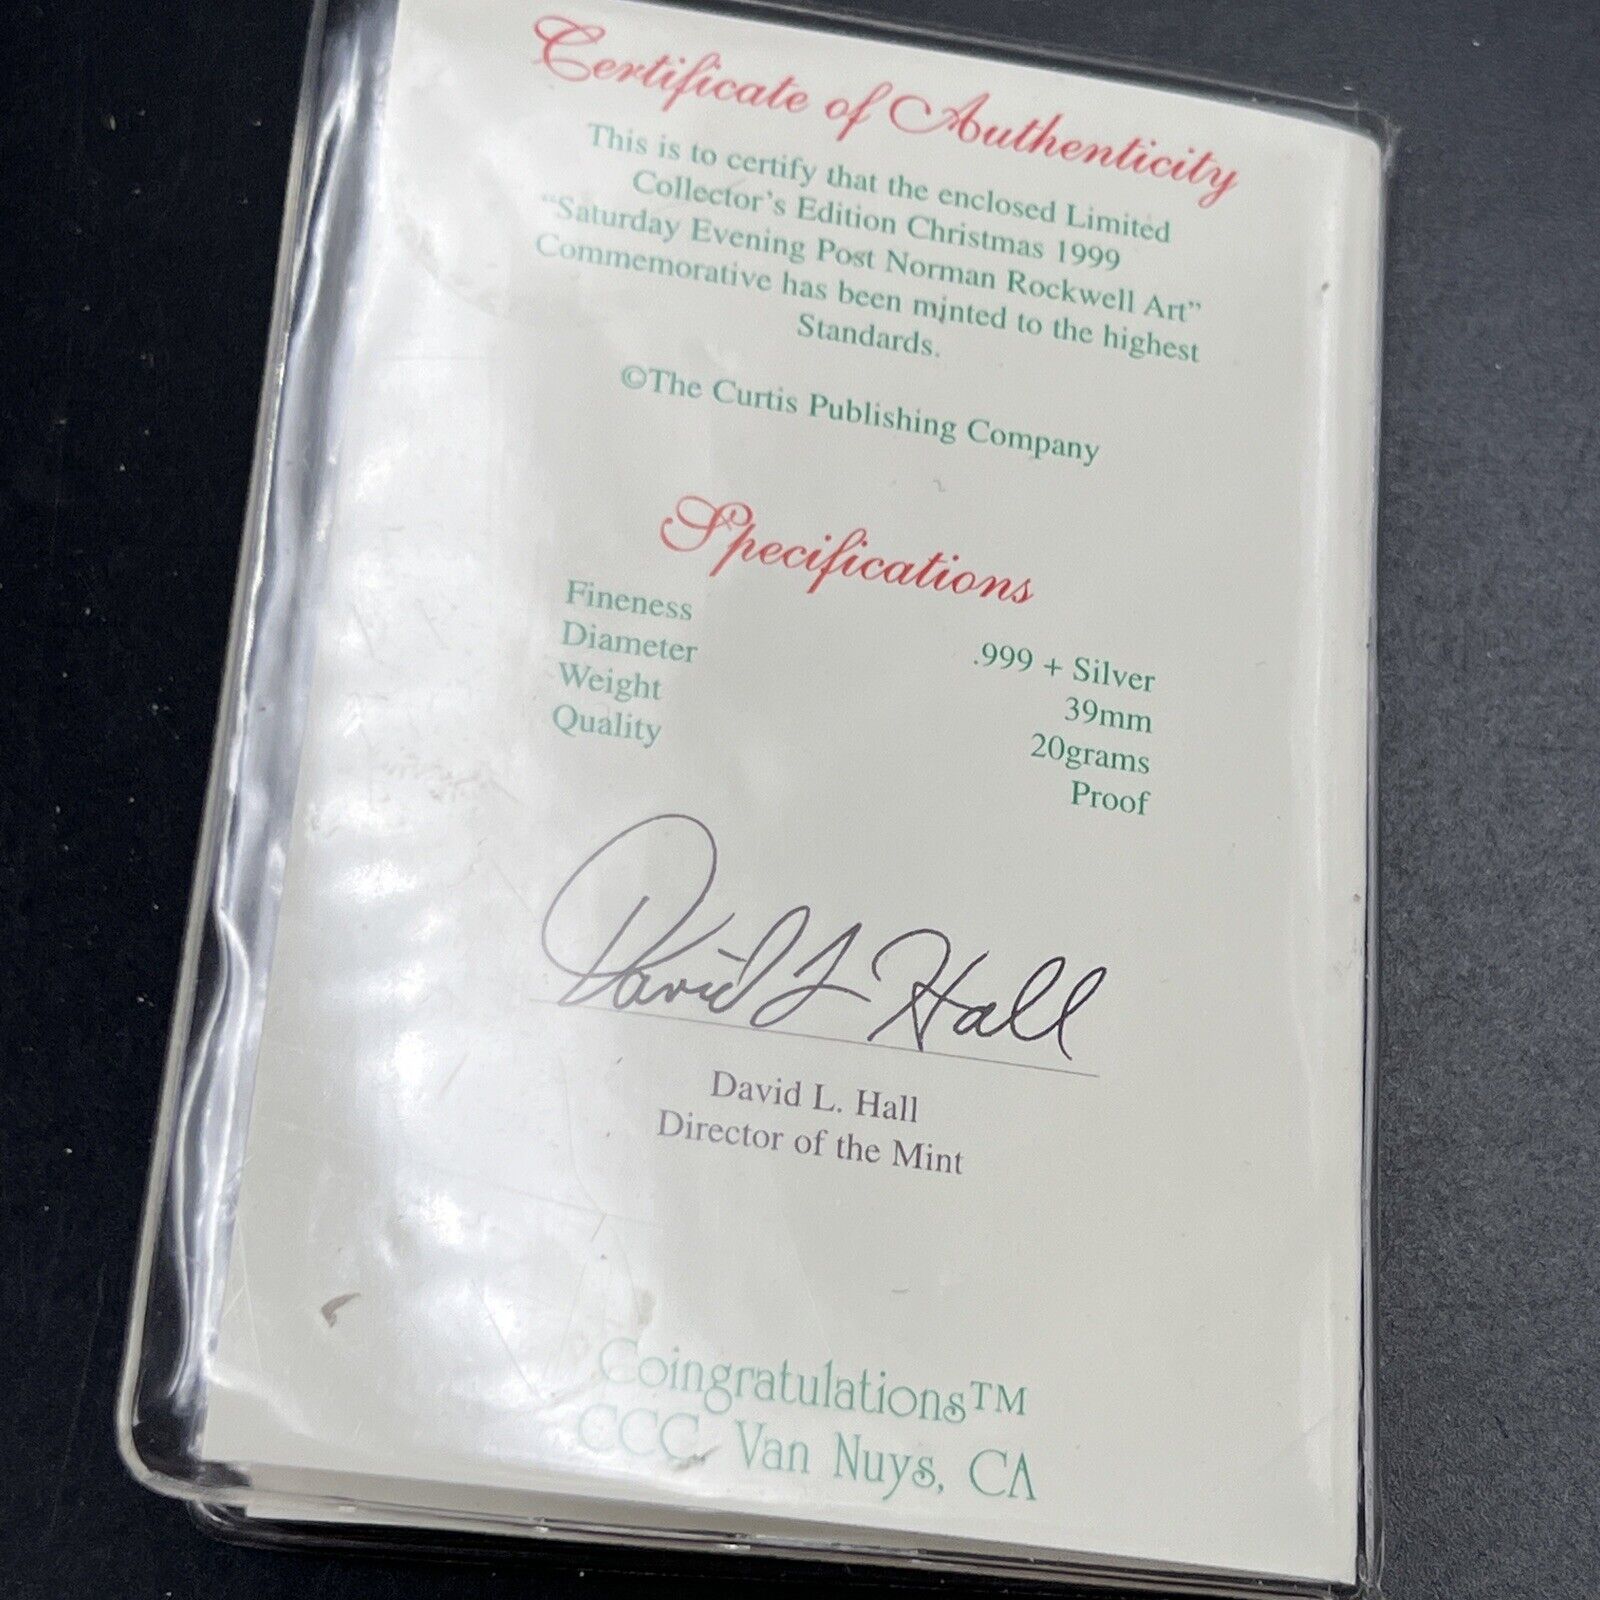 Certificate of Authenticity
This is to certify that the enclosed Limited
Collector's Edition Christmas 1999
"Saturday Evening Post Norman Rockwell Art"
Commemorative has been minted to the highest
Standards.
©The Curtis Publishing Company
Specifications
Fineness .999 + Silver
Diameter 39mm
Weight 20grams
Quality Proof
David L Hall
David L. Hall
Director of the Mint
Coingratulations™
CCC, Van Nuys, CA